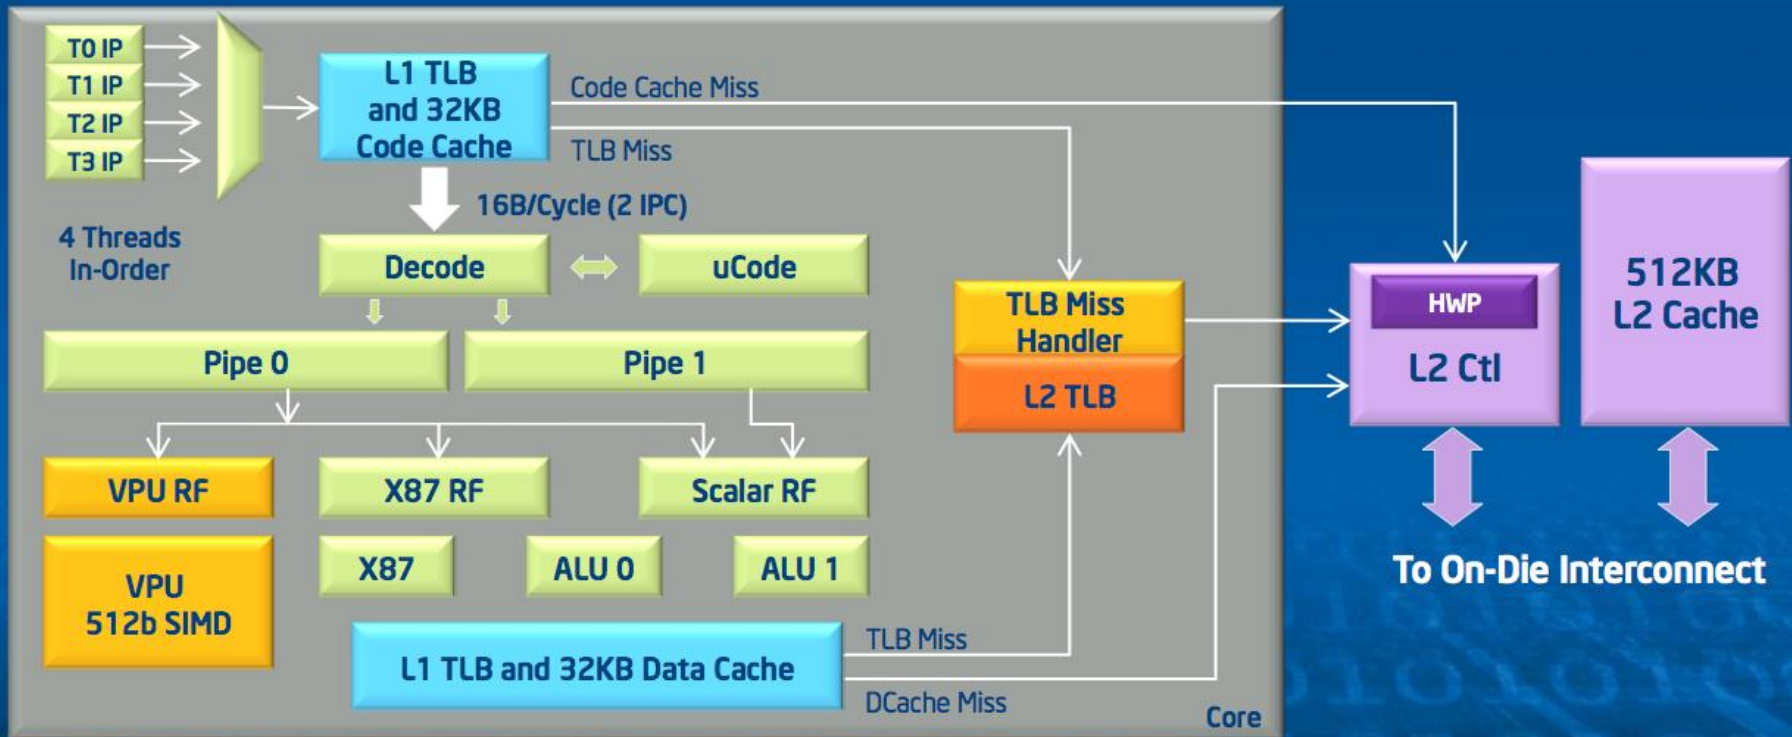 T0 IP
T1 IP
T2 IP
T3 IP
4 Threads
In-Order
L1 TLB
and 32KB
Code Cache
Code Cache Miss
TLB Miss
16B/Cycle (2 IPC)
Decode
uCode
Pipe 0
Pipe 1
VPU RF
X87 RF
Scalar RF
VPU
512b SIMD
X87
ALU 0
ALU 1
L1 TLB and 32KB Data Cache
TLB Miss
DCache Miss
TLB Miss
Handler
L2 TLB
Core
HWP
L2 Ctl
512KB
L2 Cache
To On-Die Interconnect